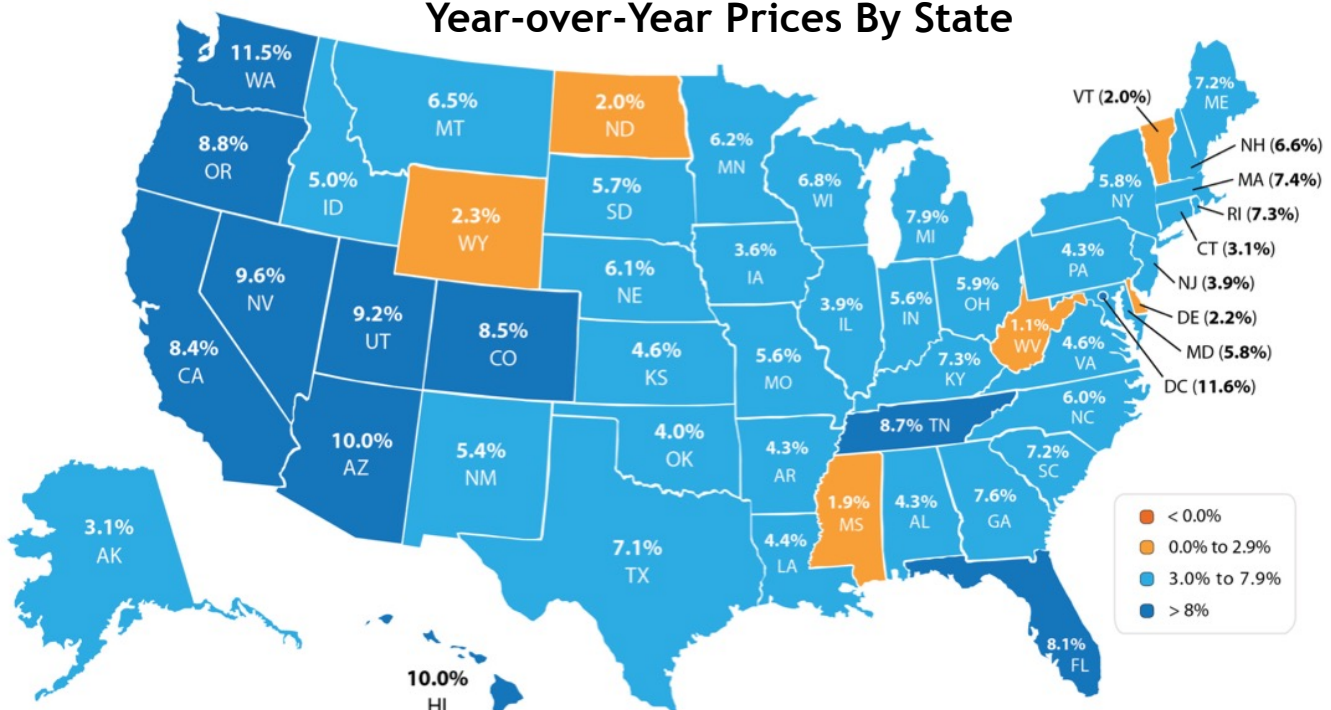 Year-over-Year Prices By State
11.5%
WA
8.8%
OR
8.4%
CA
9.6%
NV
5.0%
ID
6.5%
MT
2.3%
WY
9.2%
UT
8.5%
CO
10.0%
AZ
5.4%
NM
2.0%
ND
5.7%
SD
6.1%
NE
4.6%
KS
4.0%
OK
7.1%
TX
6.2%
MN
3.6%
IA
5.6%
MO
4.3%
AR
4.4%
LA
6.8%
WI
3.9%
IL
7.9%
MI
5.6%
IN
5.9%
OH
7.3%
KY
8.7% TN
1.9%
MS
4.3%
AL
7.6%
GA
8.1%
FL
7.2%
SC
6.0%
NC
4.6%
VA
1.1%
WV
4.3%
PA
5.8%
NY
VT (2.0%)
7.2%
ME
NH (6.6%)
MA (7.4%)
RI (7.3%)
CT (3.1%)
NJ (3.9%)
DE (2.2%)
MD (5.8%)
DC (11.6%)
3.1%
AK
10.0%
HI
< 0.0%
0.0% to 2.9%
3.0% to 7.9%
> 8%